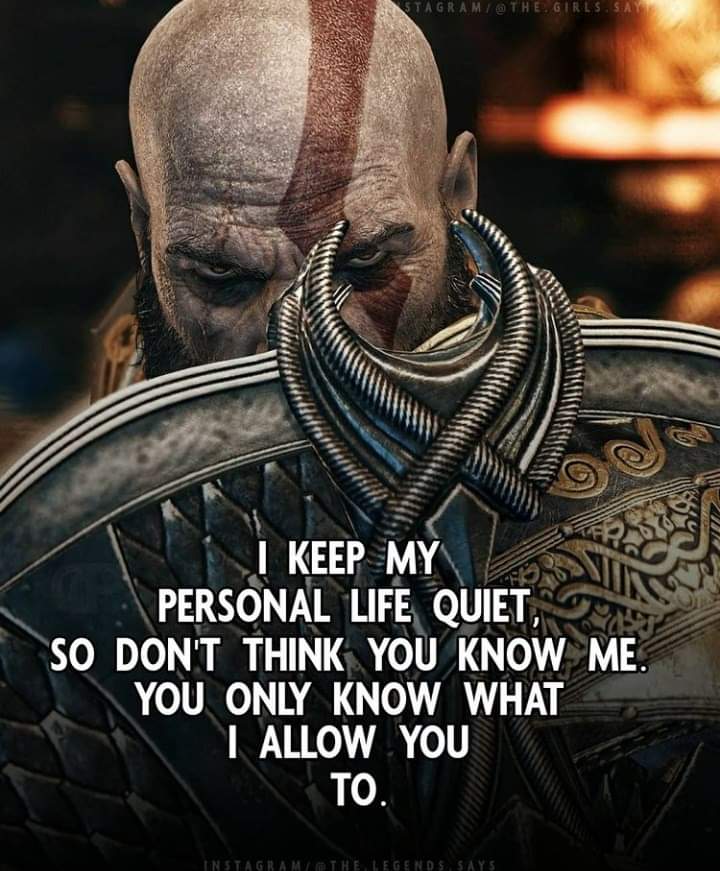 INSTAGRAM/@THE.GIRLS.SAYS
I KEEP MY
PERSONAL LIFE QUIET,
SO DON'T THINK YOU KNOW ME.
YOU ONLY KNOW WHAT
I ALLOW YOU
TO.
INSTAGRAM/@THE.LEGENDS.SAYS